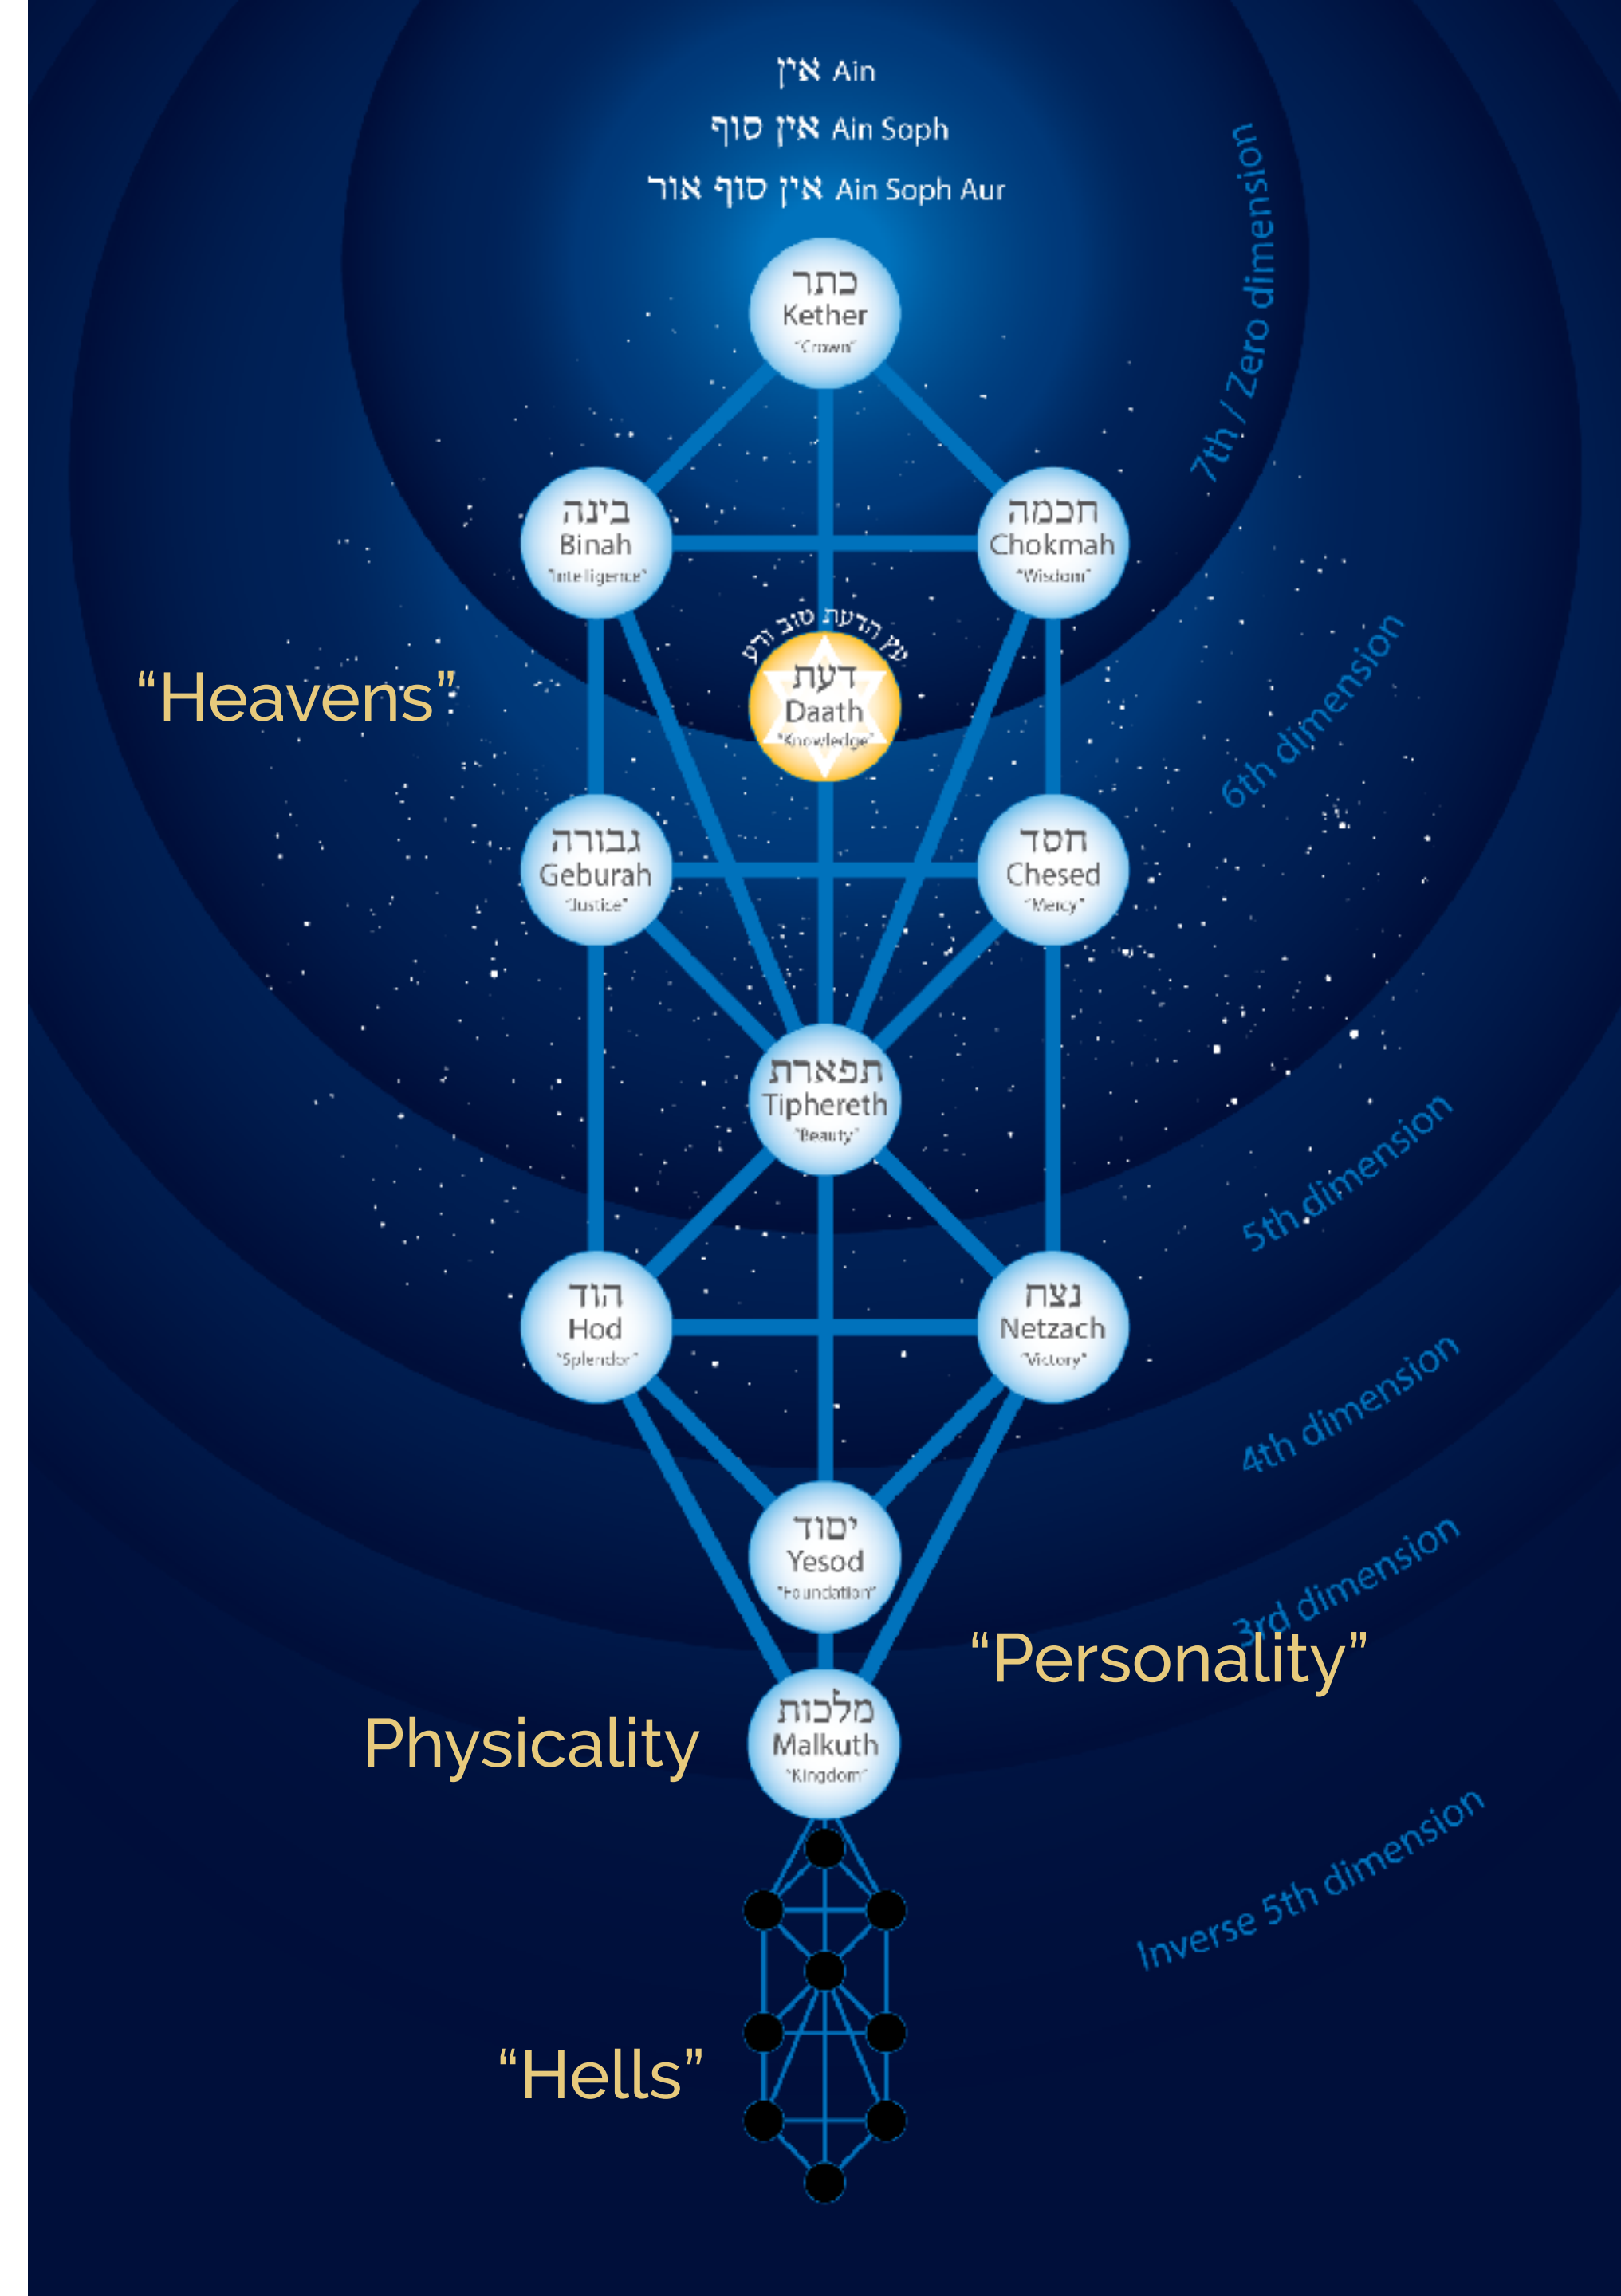 אין Ain
אין סוף Ain Soph
אין סוף אור Ain Soph Aur
7th / Zero dimension
כתר
Kether
"Crown"
בינה
Binah
"Intelligence"
חכמה
Chokmah
"Wisdom"
עץ הדעת טוב ורע
דעת
Daath
"Knowledge"
“Heavens”
6th dimension
גבורה
Geburah
"Justice"
חסד
Chesed
"Mercy"
תפארת
Tiphereth
"Beauty"
5th dimension
הוד
Hod
"Splendor"
נצח
Netzach
"Victory"
4th dimension
יסוד
Yesod
"Foundation"
3rd dimension
“Personality”
Physicality
מלכות
Malkuth
"Kingdom"
Inverse 5th dimension
“Hells”